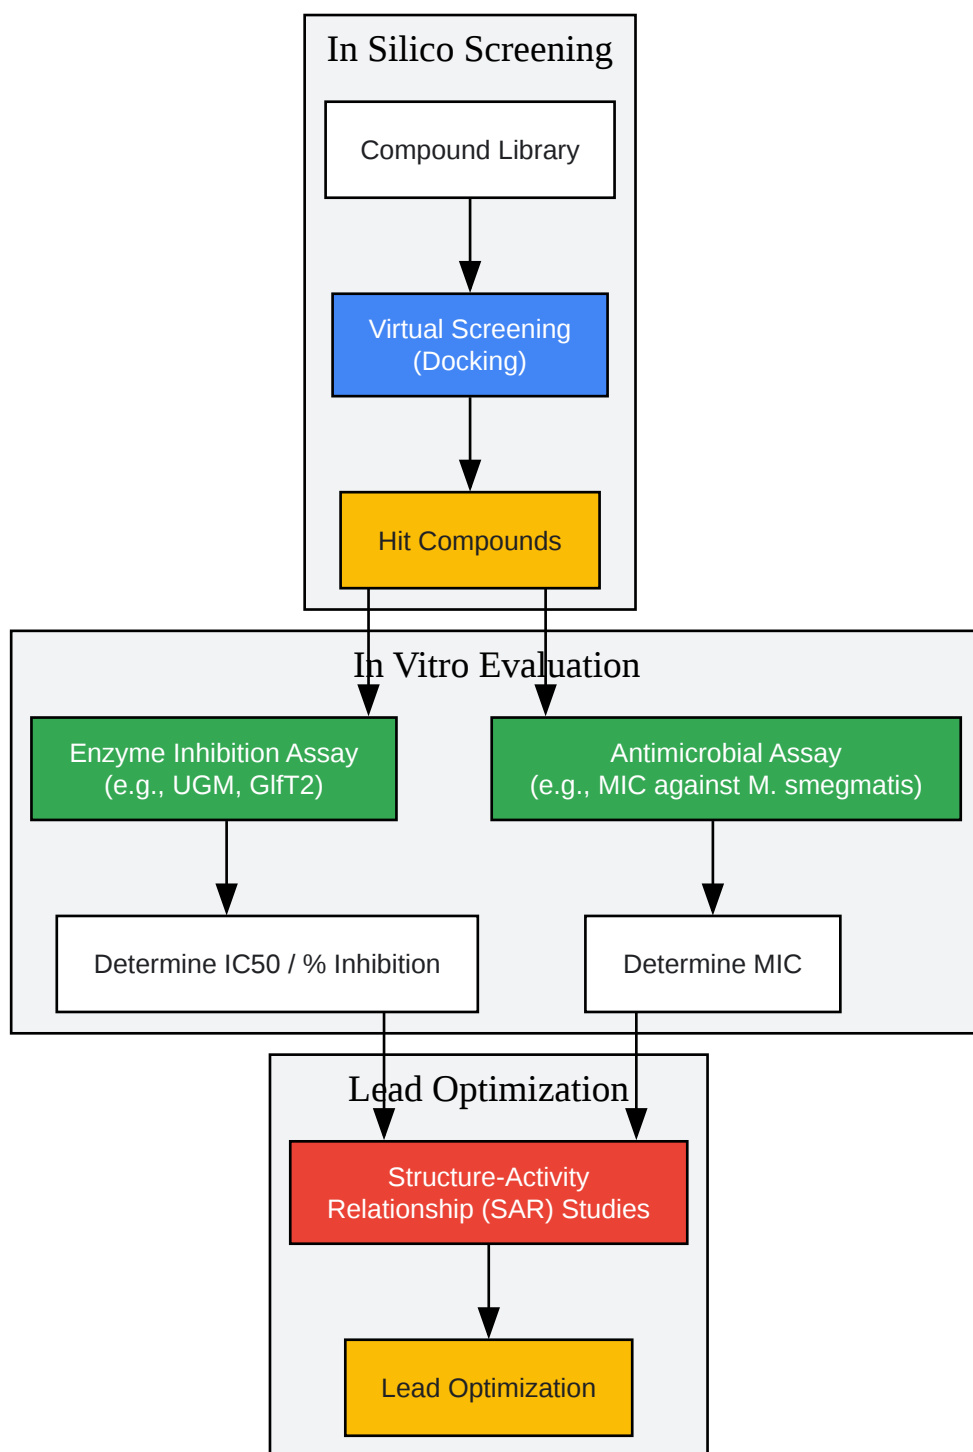 In Silico Screening
Compound Library
Virtual Screening
(Docking)
Hit Compounds
In Vitro Evaluation
Enzyme Inhibition Assay
(e.g., UGM, GlfT2)
Antimicrobial Assay
(e.g., MIC against M. smegmatis)
Determine IC50 / % Inhibition
Determine MIC
Lead Optimization
Structure-Activity
Relationship (SAR) Studies
Lead Optimization